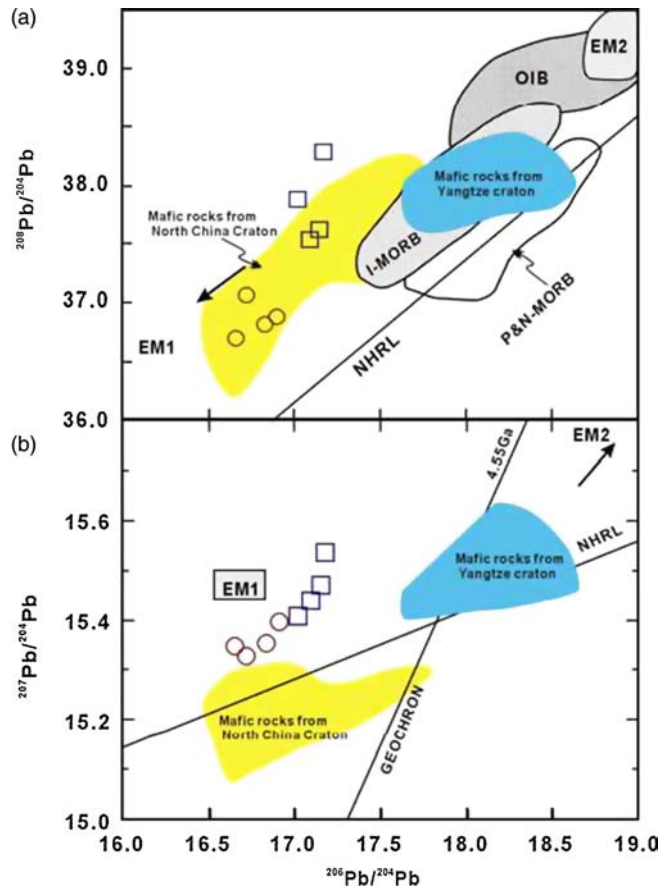 (a)
39.0
38.0
37.0
36.0
²⁰⁸Pb/²⁰⁴Pb
EM2
OIB
Mafic rocks from
Yangtze craton
Mafic rocks from
North China Craton
I-MORB
P&N-MORB
EM1
NHRL
(b)
15.6
15.4
15.2
15.0
²⁰⁷Pb/²⁰⁴Pb
4.55Ga
EM2
NHRL
Mafic rocks from
Yangtze craton
EM1
Mafic rocks from
North China Craton
GEOCHRON
16.0 16.5 17.0 17.5 18.0 18.5 19.0
²⁰⁶Pb/²⁰⁴Pb